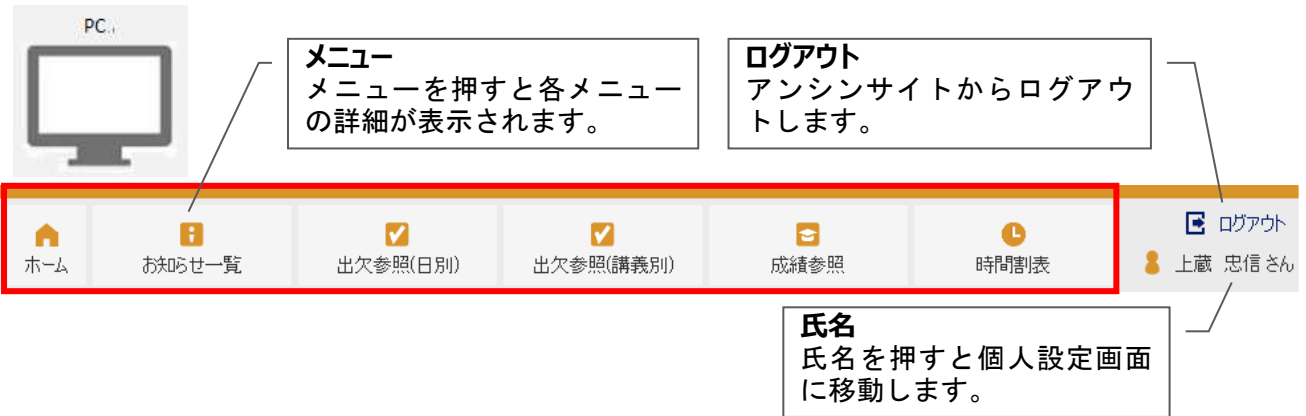 PC
メニュー
メニューを押すと各メニュー
の詳細が表示されます。
ログアウト
アンシンサイトからログアウ
トします。
ホーム
お知らせ一覧
出欠参照(日別)
出欠参照(講義別)
成績参照
時間割表
ログアウト
上蔵 忠信さん
氏名
氏名を押すと個人設定画面
に移動します。